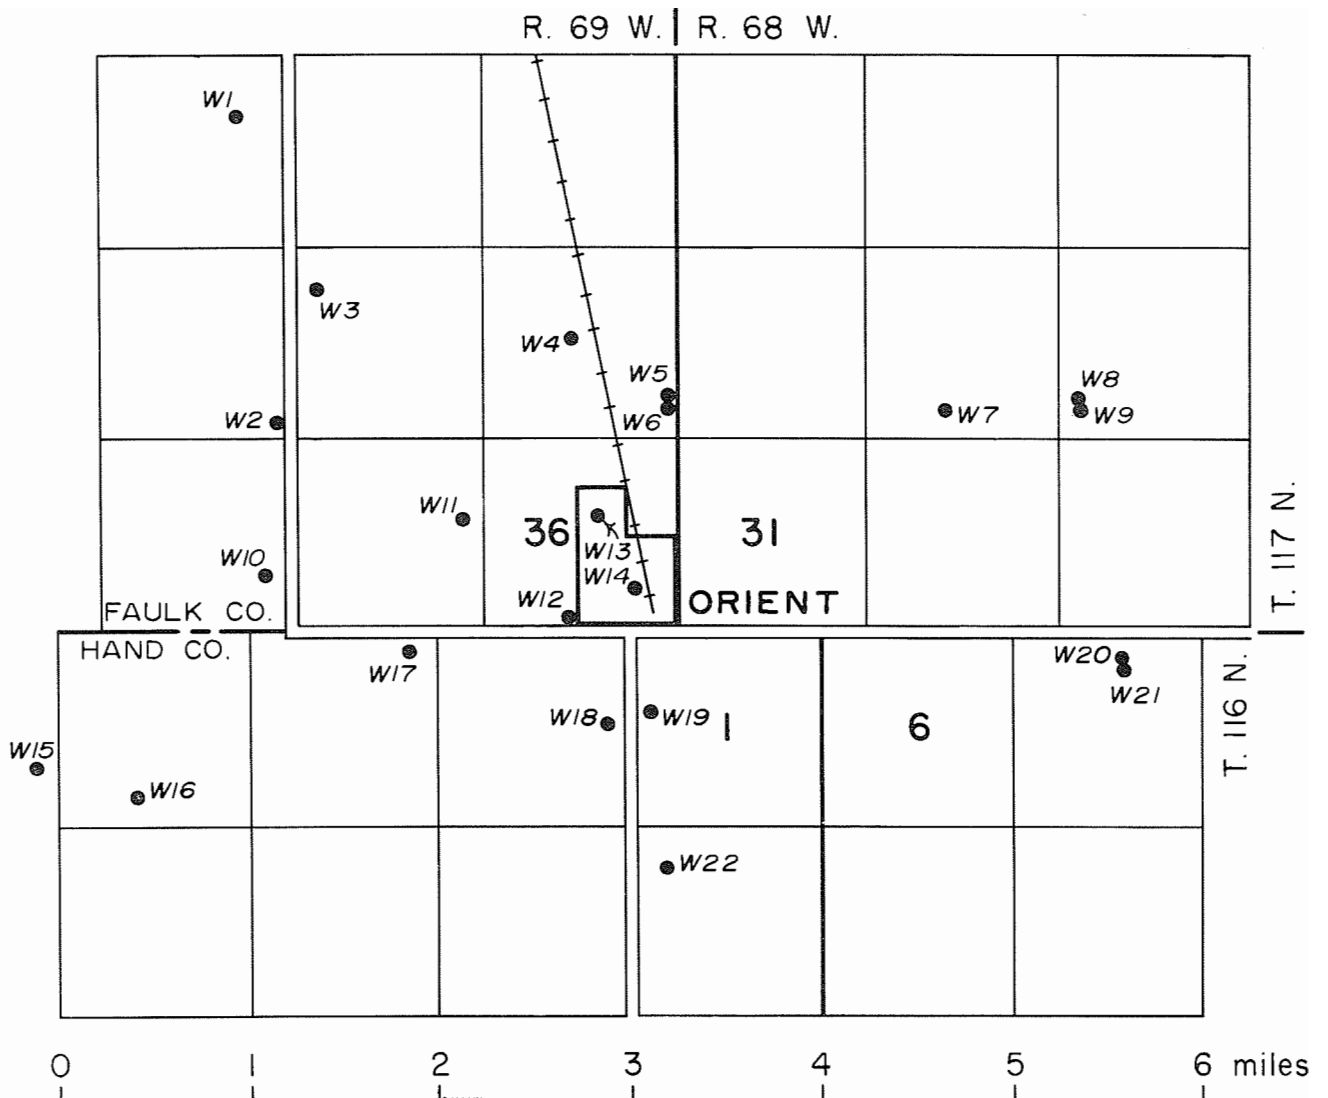 R. 69 W. R. 68 W.
W1
W3
W4
W5
W8
W2
W6
W7
W9
W11
36
31
W13
W10
W14
T. 117 N.
FAULK CO.
W12
ORIENT
HAND CO.
W17
W20
W21
W18
W19
1
6
T. 116 N.
W15
W16
W22
0 1 2 3 4 5 6 miles